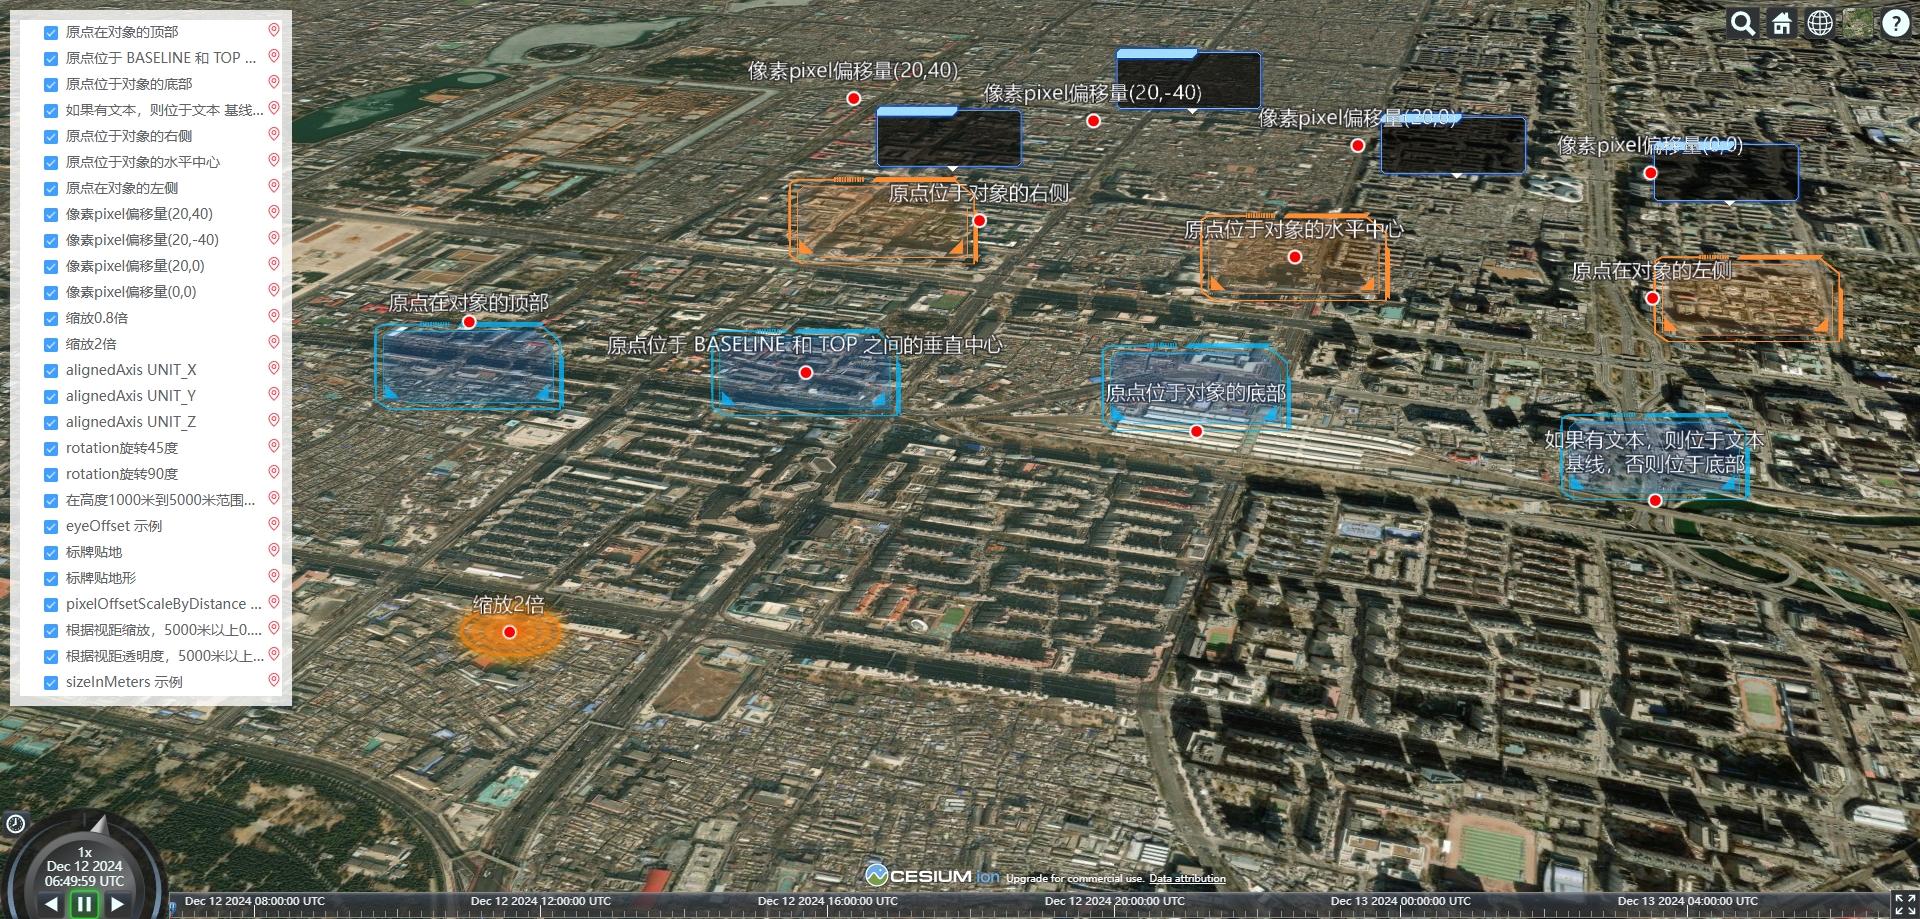 原点在对象的顶部
原点位于 BASELINE 和 TOP ...
原点位于对象的底部
如果有文本，则位于文本 基线...
原点位于对象的右侧
原点位于对象的水平中心
原点在对象的左侧
像素pixel偏移量(20,40)
像素pixel偏移量(20,-40)
像素pixel偏移量(20,0)
像素pixel偏移量(0,0)
缩放0.8倍
缩放2倍
alignedAxis UNIT_X
alignedAxis UNIT_Y
alignedAxis UNIT_Z
rotation旋转45度
rotation旋转90度
在高度1000米到5000米范围...
eyeOffset 示例
标牌贴地
标牌贴地形
pixelOffsetScaleByDistance ...
根据视距缩放，5000米以上0....
根据视距透明度，5000米以上...
sizeInMeters 示例
像素pixel偏移量(20,40)
像素pixel偏移量(20,-40)
像素pixel偏移量(20,0)
像素pixel偏移量(0,0)
原点位于对象的右侧
原点位于对象的水平中心
原点在对象的左侧
原点在对象的顶部
原点位于 BASELINE 和 TOP 之间的垂直中心
原点位于对象的底部
如果有文本，则位于文本
基线，否则位于底部
缩放2倍
1x
Dec 12 2024
06:49:59 UTC
CESIUM ion Upgrade for commercial use. Data attribution
Dec 12 2024 08:00:00 UTC
Dec 12 2024 12:00:00 UTC
Dec 12 2024 16:00:00 UTC
Dec 12 2024 20:00:00 UTC
Dec 13 2024 00:00:00 UTC
Dec 13 2024 04:00:00 UTC